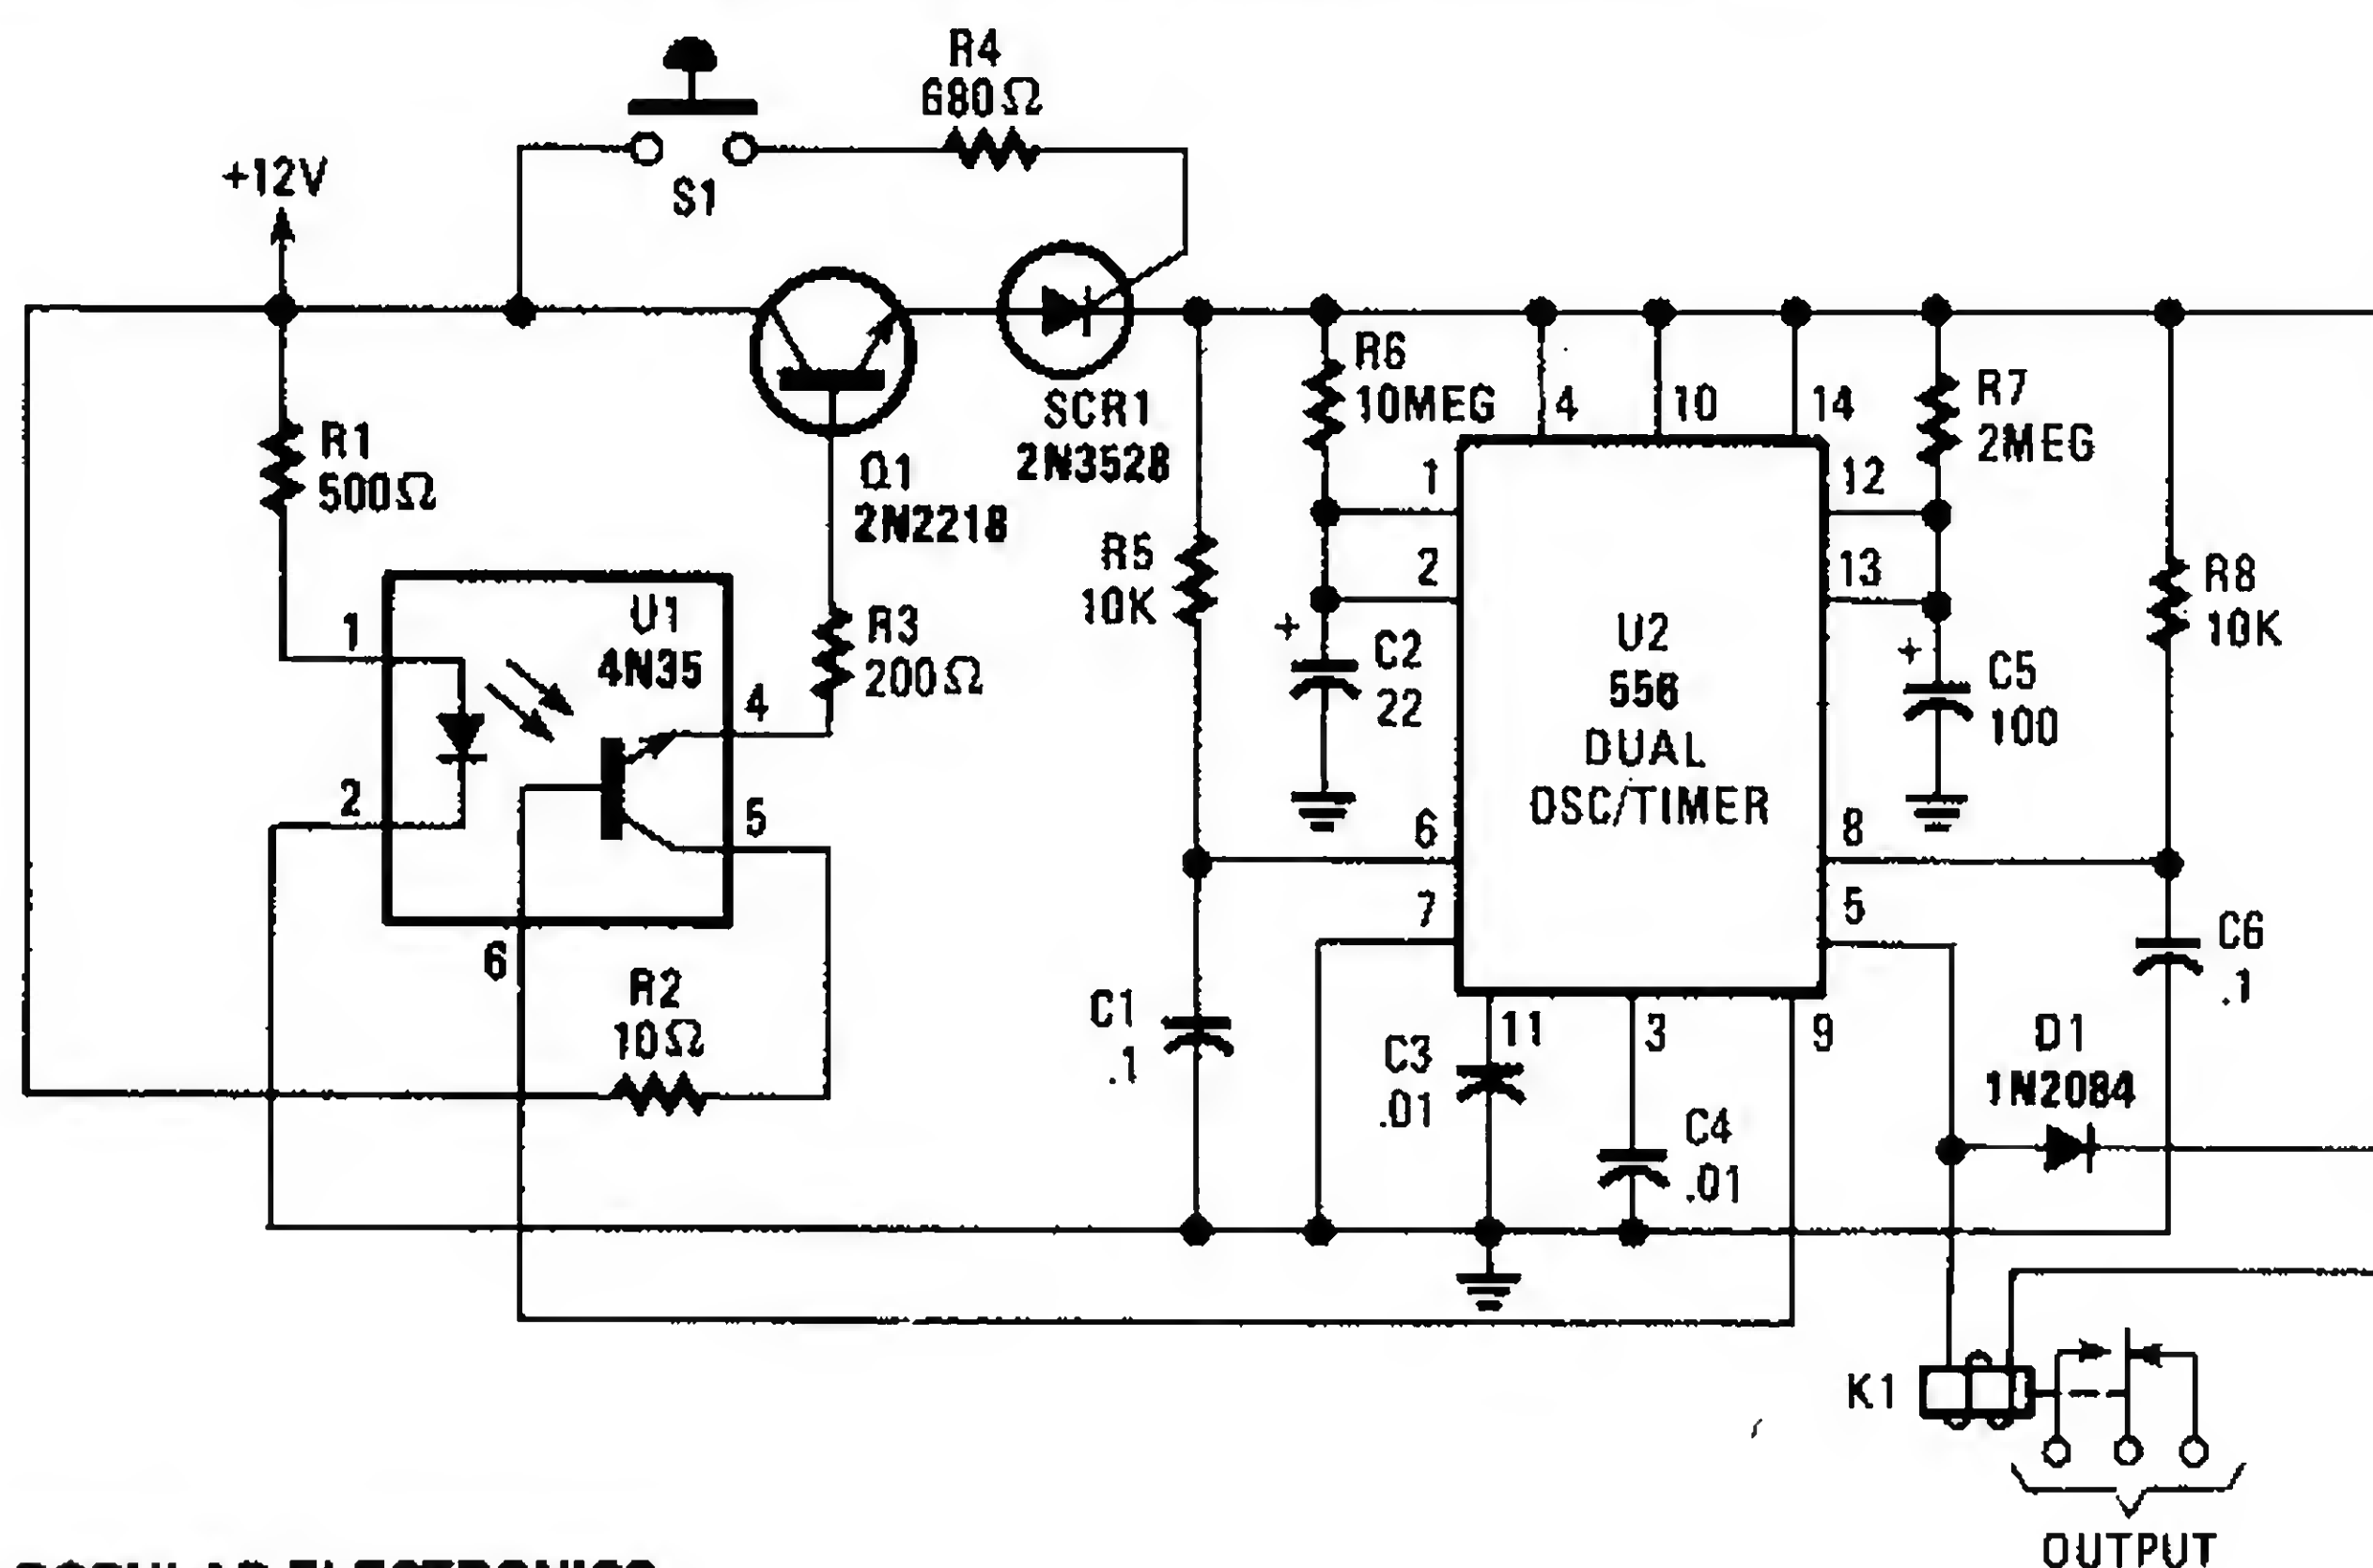 R4
680Ω
+12V
S1
R1
500Ω
Q1
2N2218
SCR1
2N3528
R6
10MEG
4
10
14
R7
2MEG
1
2
12
13
R5
10K
R8
10K
U1
4N35
1
2
4
5
6
R3
200Ω
+
C2
22
U2
556
DUAL
OSC/TIMER
+
C5
100
6
7
8
5
R2
10Ω
C1
.1
C3
.01
11
3
9
C4
.01
D1
1N2084
C6
.1
K1
OUTPUT